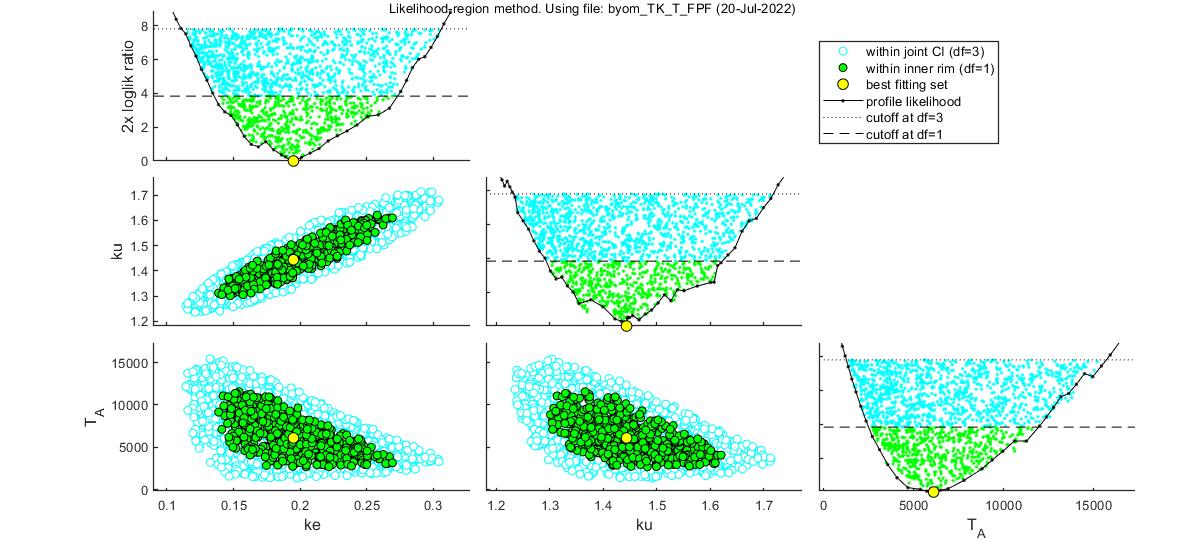 Likelihood-region method. Using file: byom_TK_T_FPF (20-Jul-2022)
2x loglik ratio
8
6
4
2
0
within joint CI (df=3)
within inner rim (df=1)
best fitting set
profile likelihood
cutoff at df=3
cutoff at df=1
ku
1.7
1.6
1.5
1.4
1.3
1.2
T_A
15000
10000
5000
0
0.1 0.15 0.2 0.25 0.3
ke
1.2 1.3 1.4 1.5 1.6 1.7
ku
0 5000 10000 15000
T_A